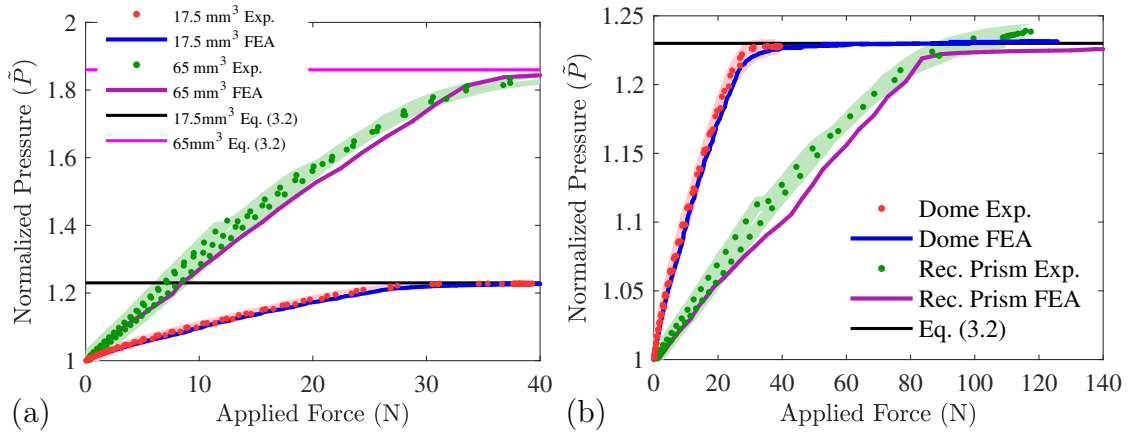 2
1.8
1.6
1.4
1.2
1
0
10
20
30
40
Normalized Pressure (P̃)
Applied Force (N)
17.5 mm³ Exp.
17.5 mm³ FEA
65 mm³ Exp.
65 mm³ FEA
17.5mm³ Eq. (3.2)
65mm³ Eq. (3.2)
(a)
1.25
1.2
1.15
1.1
1.05
1
0
20
40
60
80
100
120
140
Normalized Pressure (P̃)
Applied Force (N)
Dome Exp.
Dome FEA
Rec. Prism Exp.
Rec. Prism FEA
Eq. (3.2)
(b)